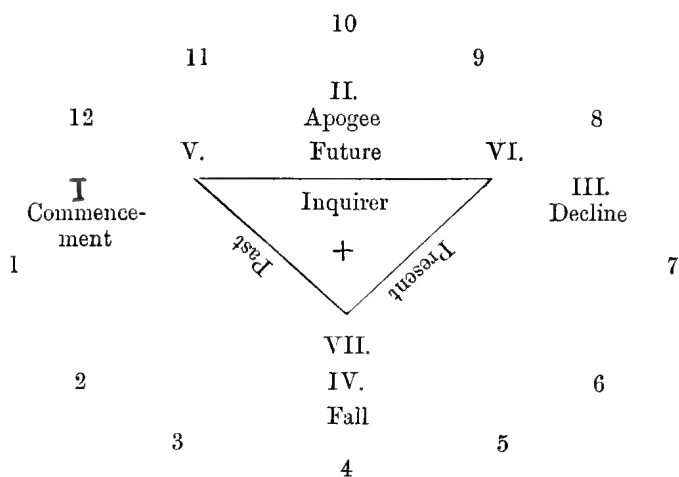 10
11
9
II.
12
Apogee
8
V.
Future
VI.
I
Commence-
ment
Inquirer
III.
Decline
+
Past
Present
1
7
VII.
2
IV.
6
Fall
3
5
4